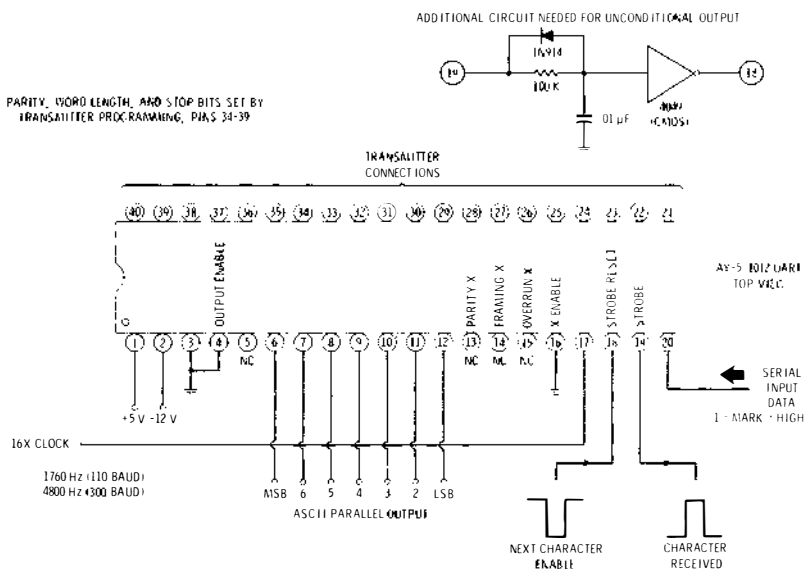 ADDITIONAL CIRCUIT NEEDED FOR UNCONDITIONAL OUTPUT
1N914
19
18
100 K
.01 µF
4049
(CMOS)
PARITY, WORD LENGTH, AND STOP BITS SET BY
TRANSMITTER PROGRAMMING, PINS 34-39
TRANSMITTER
CONNECTIONS
40 39 38 37 36 35 34 33 32 31 30 29 28 27 26 25 24 23 22 21
OUTPUT ENABLE
PARITY X
FRAMING X
OVERRUN X
X ENABLE
STROBE RESET
STROBE
AY-5 1012 UART
TOP VIEW
1 2 3 4 5 6 7 8 9 10 11 12 13 14 15 16 17 18 19 20
NC NC NC NC
+5 V -12 V
SERIAL
INPUT
DATA
1 = MARK = HIGH
16X CLOCK
1760 Hz (110 BAUD)
4800 Hz (300 BAUD)
MSB 6 5 4 3 2 LSB
ASCII PARALLEL OUTPUT
NEXT CHARACTER
ENABLE
CHARACTER
RECEIVED